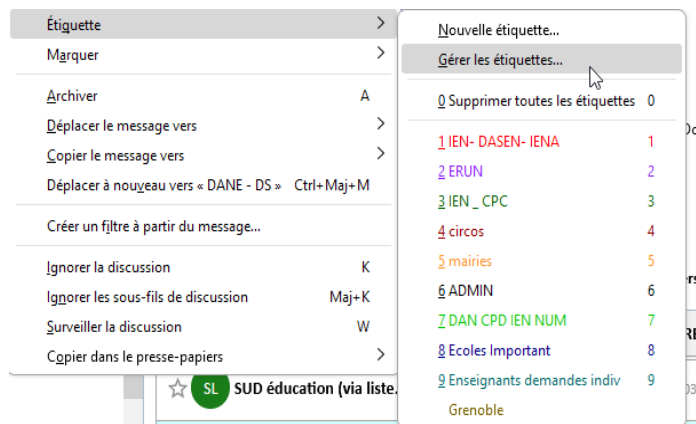 Étiquette >
Marquer >
Archiver A
Déplacer le message vers >
Copier le message vers >
Déplacer à nouveau vers « DANE - DS » Ctrl+Maj+M
Créer un filtre à partir du message...
Ignorer la discussion K
Ignorer les sous-fils de discussion Maj+K
Surveiller la discussion W
Copier dans le presse-papiers >
Nouvelle étiquette...
Gérer les étiquettes...
0 Supprimer toutes les étiquettes 0
1 IEN- DASEN- IENA 1
2 ERUN 2
3 IEN _ CPC 3
4 circos 4
5 mairies 5
6 ADMIN 6
7 DAN CPD IEN NUM 7
8 Ecoles Important 8
9 Enseignants demandes indiv 9
Grenoble
SL SUD éducation (via liste.